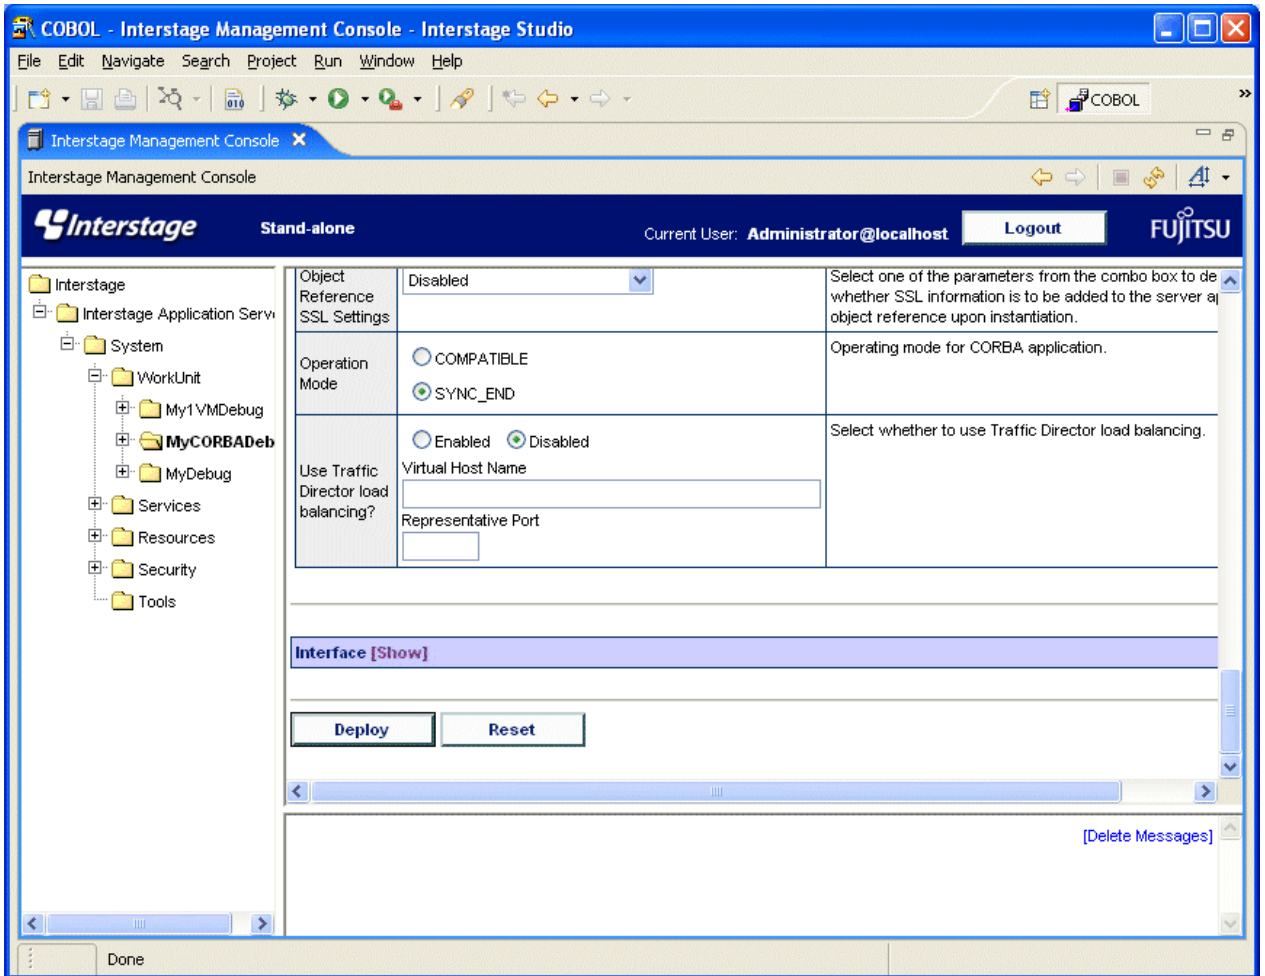 COBOL - Interstage Management Console - Interstage Studio
File Edit Navigate Search Project Run Window Help
COBOL
Interstage Management Console
Interstage Management Console
Interstage Stand-alone Current User: Administrator@localhost Logout FUJITSU
Interstage
Interstage Application Serv
System
WorkUnit
My1VMDebug
MyCORBADeb
MyDebug
Services
Resources
Security
Tools
Object
Reference
SSL Settings
Disabled
Select one of the parameters from the combo box to de
whether SSL information is to be added to the server a
object reference upon instantiation.
Operation
Mode
COMPATIBLE
SYNC_END
Operating mode for CORBA application.
Use Traffic
Director load
balancing?
Enabled Disabled
Virtual Host Name
Representative Port
Select whether to use Traffic Director load balancing.
Interface [Show]
Deploy Reset
[Delete Messages]
Done